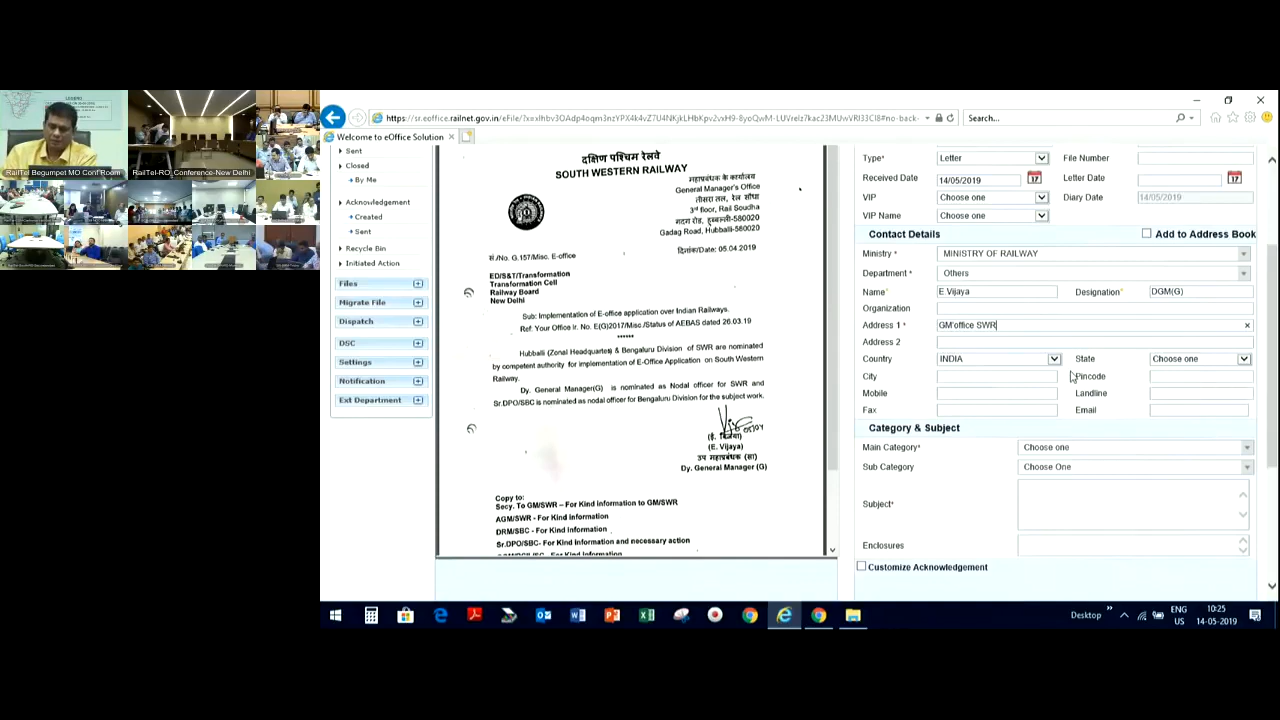 RailTel Begumpet MO Conf Room
RailTel-RO_Conference-New Delhi
Search...
Welcome to eOffice Solution
Sent
Closed
By Me
Acknowledgement
Created
Sent
Recycle Bin
Initiated Action
Files
Migrate File
Dispatch
DSC
Settings
Notification
Ext Department
दक्षिण पश्चिम रेलवे
SOUTH WESTERN RAILWAY
महाप्रबंधक के कार्यालय
General Manager's Office
तीसरा तल, रेल सौधा
3rd floor, Rail Soudha
गदग रोड, हुब्बल्ली-580020
Gadag Road, Hubballi-580020
सं./No. G.157/Misc. E-office
दिनांक/Date: 05.04.2019
ED/S&T/Transformation
Transformation Cell
Railway Board
New Delhi
Sub: Implementation of E-office application over Indian Railways.
Ref: Your Office lr. No. E(G)2017/Misc./Status of AEBAS dated 26.03.19
******
Hubballi (Zonal Headquartes & Bengaluru Division of SWR are nominated
by competent authority for implementation of E-Office Application on South Western
Railway.
Dy. General Manager(G) is nominated as Nodal officer for SWR and
Sr.DPO/SBC is nominated as nodal officer for Bengaluru Division for the subject work.
(ई. विजया)
(E. Vijaya)
उप महाप्रबंधक (सा)
Dy. General Manager (G)
Copy to:
Secy. To GM/SWR – For Kind Information to GM/SWR
AGM/SWR - For Kind Information
DRM/SBC - For Kind Information
Sr.DPO/SBC- For Kind Information and necessary action
Type* Letter File Number
Received Date 14/05/2019 Letter Date
VIP Choose one Diary Date 14/05/2019
VIP Name Choose one
Contact Details Add to Address Book
Ministry * MINISTRY OF RAILWAY
Department * Others
Name* E Vijaya Designation* DGM(G)
Organization
Address 1 * GM'office SWR
Address 2
Country INDIA State Choose one
City Pincode
Mobile Landline
Fax Email
Category & Subject
Main Category* Choose one
Sub Category Choose One
Subject*
Enclosures
Customize Acknowledgement
Desktop
ENG
US
10:25
14-05-2019